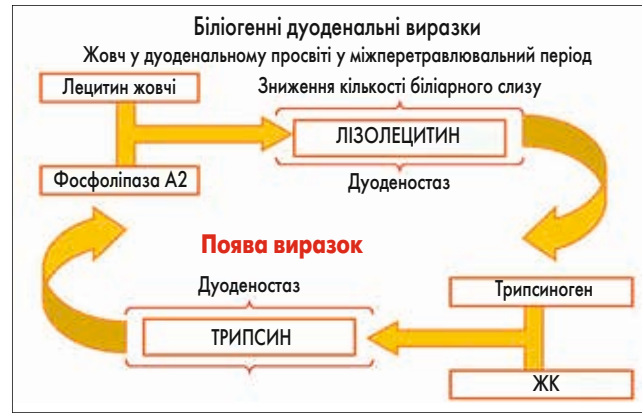 Біліогенні дуоденальні виразки
Жовч у дуоденальному просвіті у міжперетравлювальний період
Лецитин жовчі
Зниження кількості біліарного слизу
ЛІЗОЛЕЦИТИН
Фосфоліпаза А2
Дуоденостаз
Поява виразок
Дуоденостаз
Трипсиноген
ТРИПСИН
ЖК